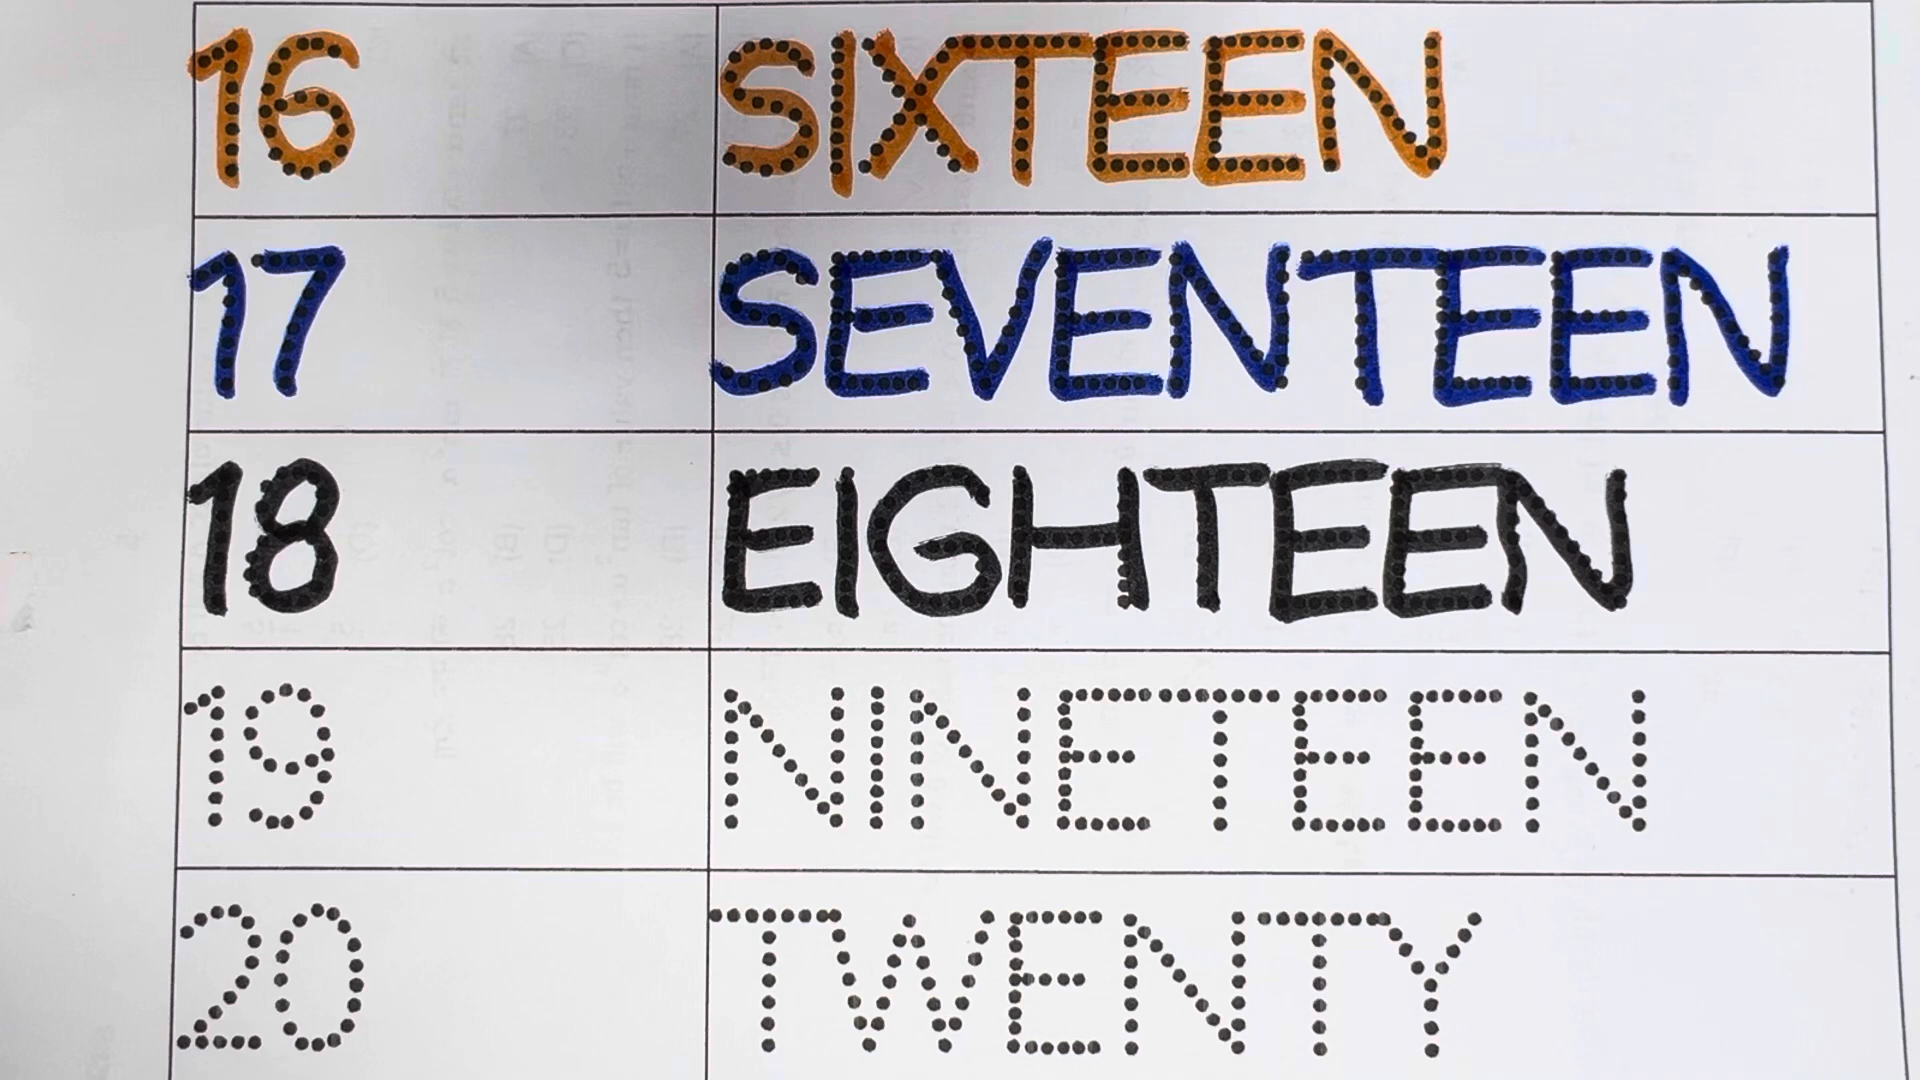 16 SIXTEEN
17 SEVENTEEN
18 EIGHTEEN
19 NINETEEN
20 TWENTY